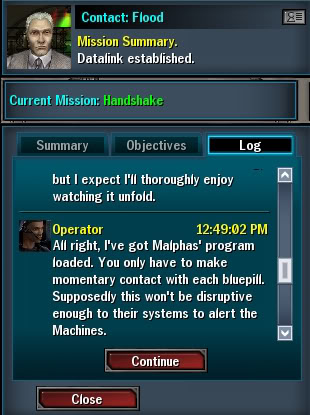 Contact: Flood
Mission Summary.
Datalink established.
Current Mission: Handshake
Summary
Objectives
Log
but I expect I'll thoroughly enjoy
watching it unfold.
Operator 12:49:02 PM
All right, I've got Malphas' program
loaded. You only have to make
momentary contact with each bluepill.
Supposedly this won't be disruptive
enough to their systems to alert the
Machines.
Continue
Close